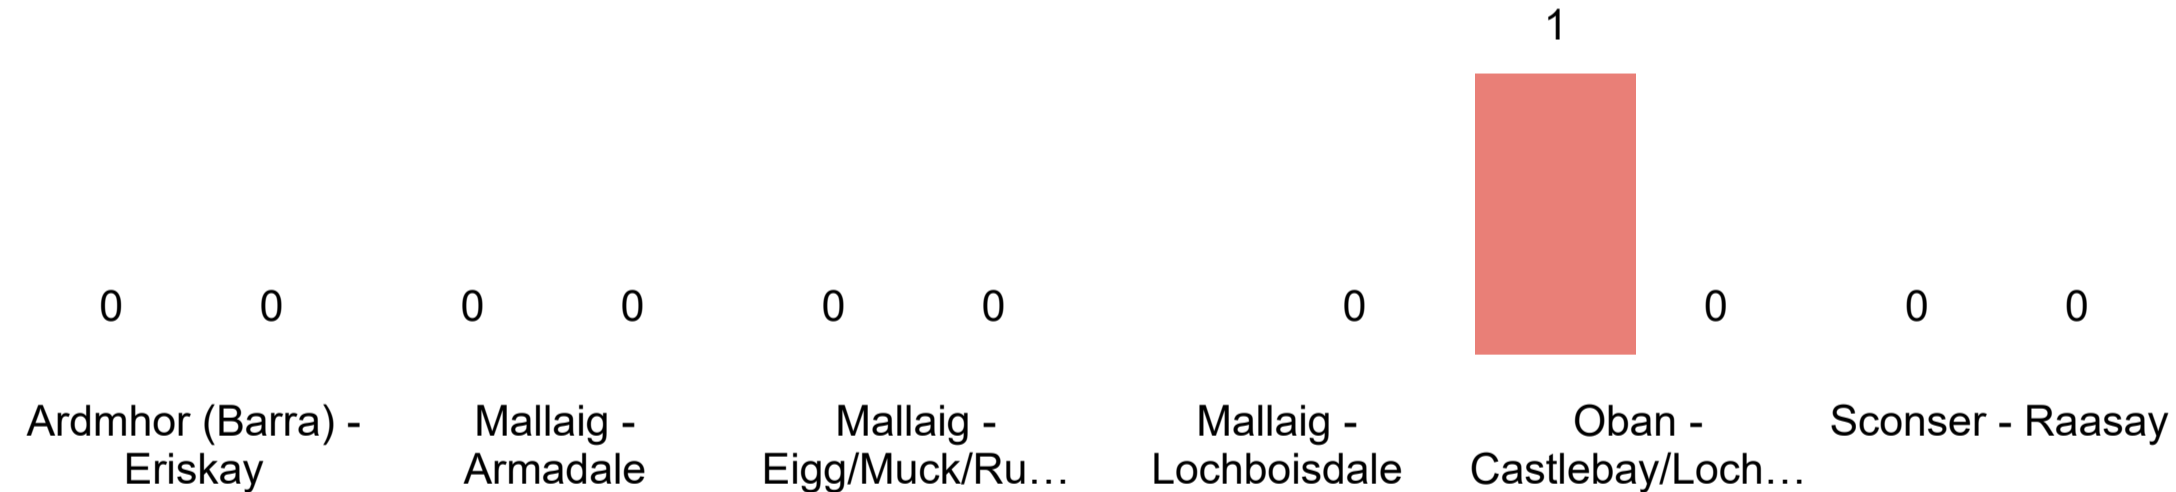 1
0 0 0 0 0 0 0 0 0 0
Ardmhor (Barra) -
Eriskay
Mallaig -
Armadale
Mallaig -
Eigg/Muck/Ru…
Mallaig -
Lochboisdale
Oban -
Castlebay/Loch…
Sconser - Raasay